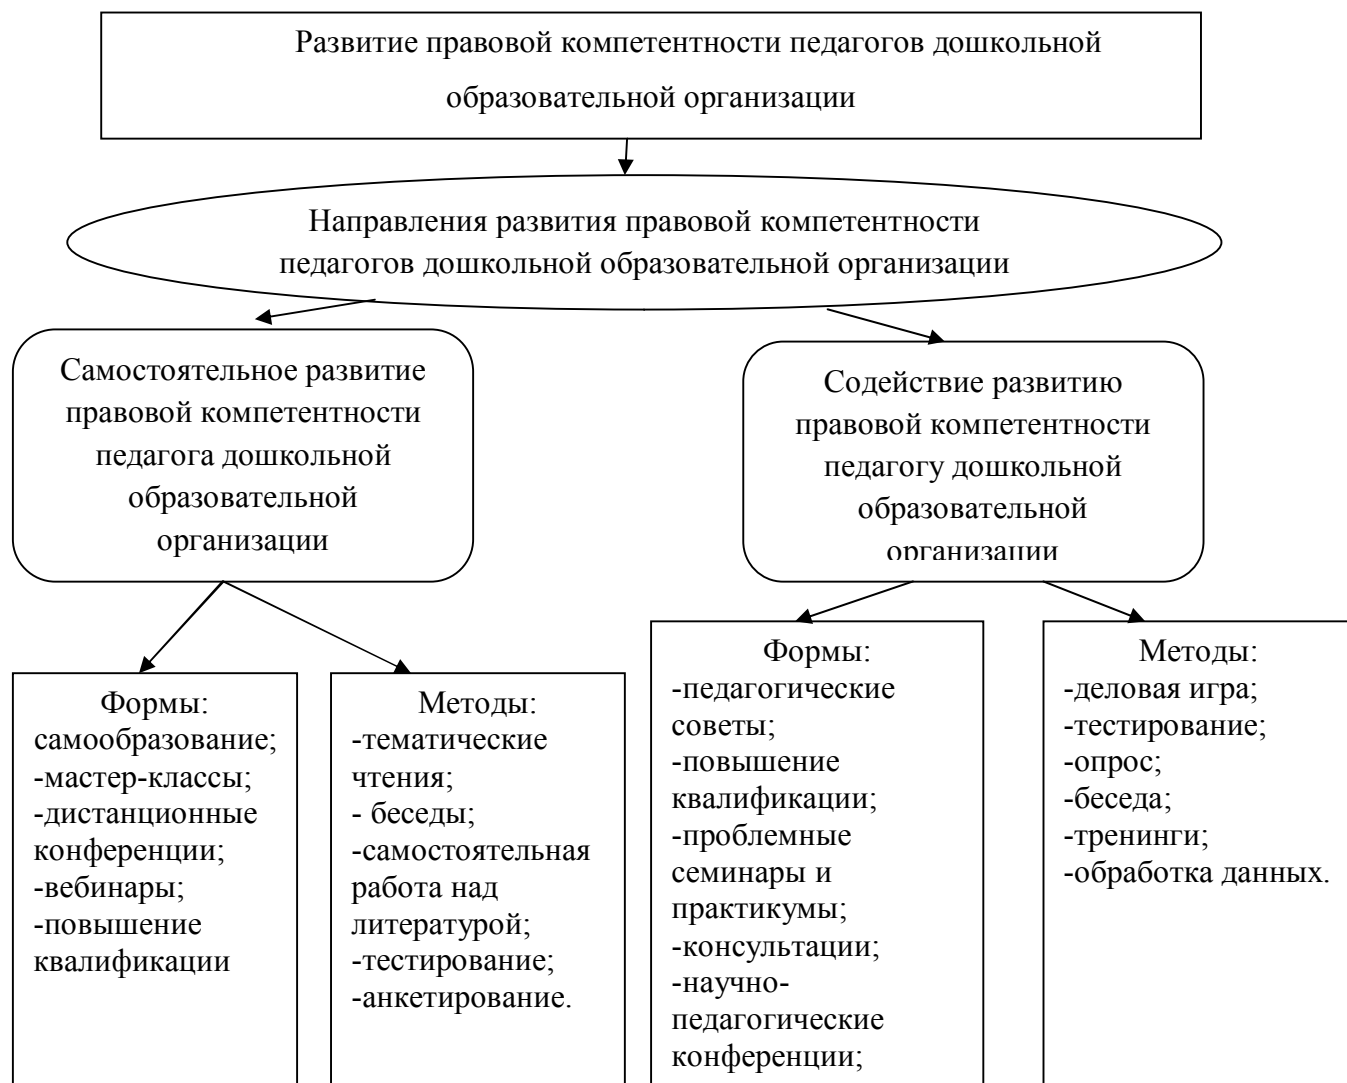 Развитие правовой компетентности педагогов дошкольной
образовательной организации
Направления развития правовой компетентности
педагогов дошкольной образовательной организации
Самостоятельное развитие
правовой компетентности
педагога дошкольной
образовательной
организации
Содействие развитию
правовой компетентности
педагогу дошкольной
образовательной
организации
Формы:
самообразование;
-мастер-классы;
-дистанционные
конференции;
-вебинары;
-повышение
квалификации
Методы:
-тематические
чтения;
- беседы;
-самостоятельная
работа над
литературой;
-тестирование;
-анкетирование.
Формы:
-педагогические
советы;
-повышение
квалификации;
-проблемные
семинары и
практикумы;
-консультации;
-научно-
педагогические
конференции;
Методы:
-деловая игра;
-тестирование;
-опрос;
-беседа;
-тренинги;
-обработка данных.